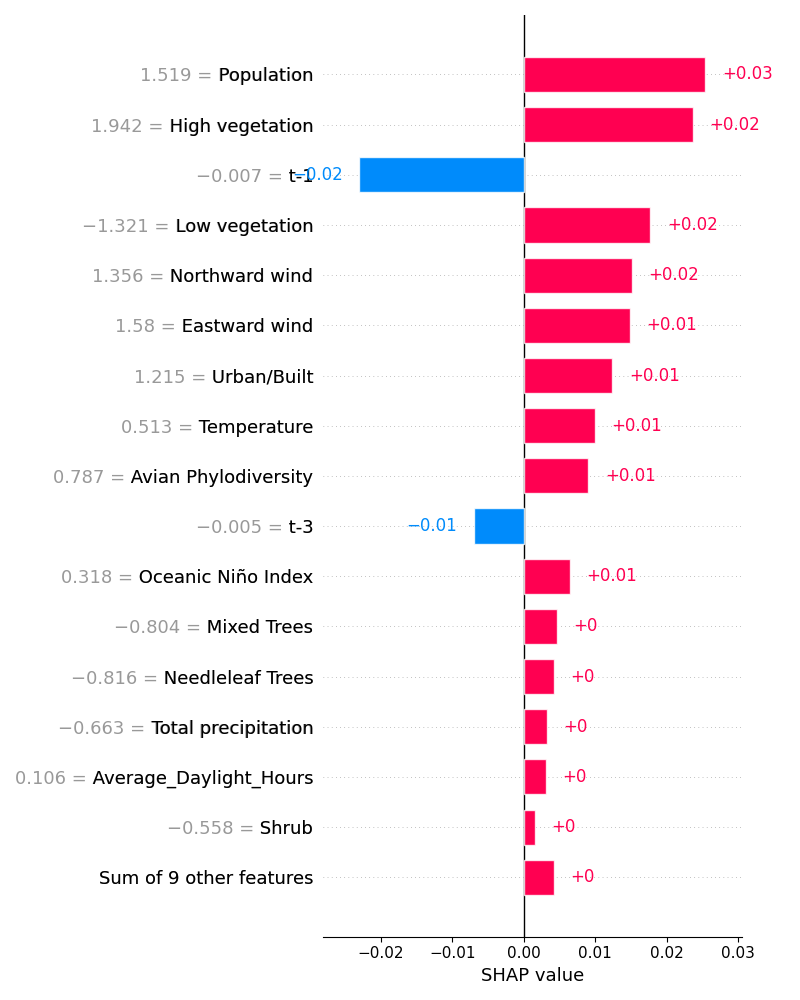 1.519 = Population +0.03
1.942 = High vegetation +0.02
−0.007 = t-1 −0.02
−1.321 = Low vegetation +0.02
1.356 = Northward wind +0.02
1.58 = Eastward wind +0.01
1.215 = Urban/Built +0.01
0.513 = Temperature +0.01
0.787 = Avian Phylodiversity +0.01
−0.005 = t-3 −0.01
0.318 = Oceanic Niño Index +0.01
−0.804 = Mixed Trees +0
−0.816 = Needleleaf Trees +0
−0.663 = Total precipitation +0
0.106 = Average_Daylight_Hours +0
−0.558 = Shrub +0
Sum of 9 other features +0
−0.02 −0.01 0.00 0.01 0.02 0.03
SHAP value